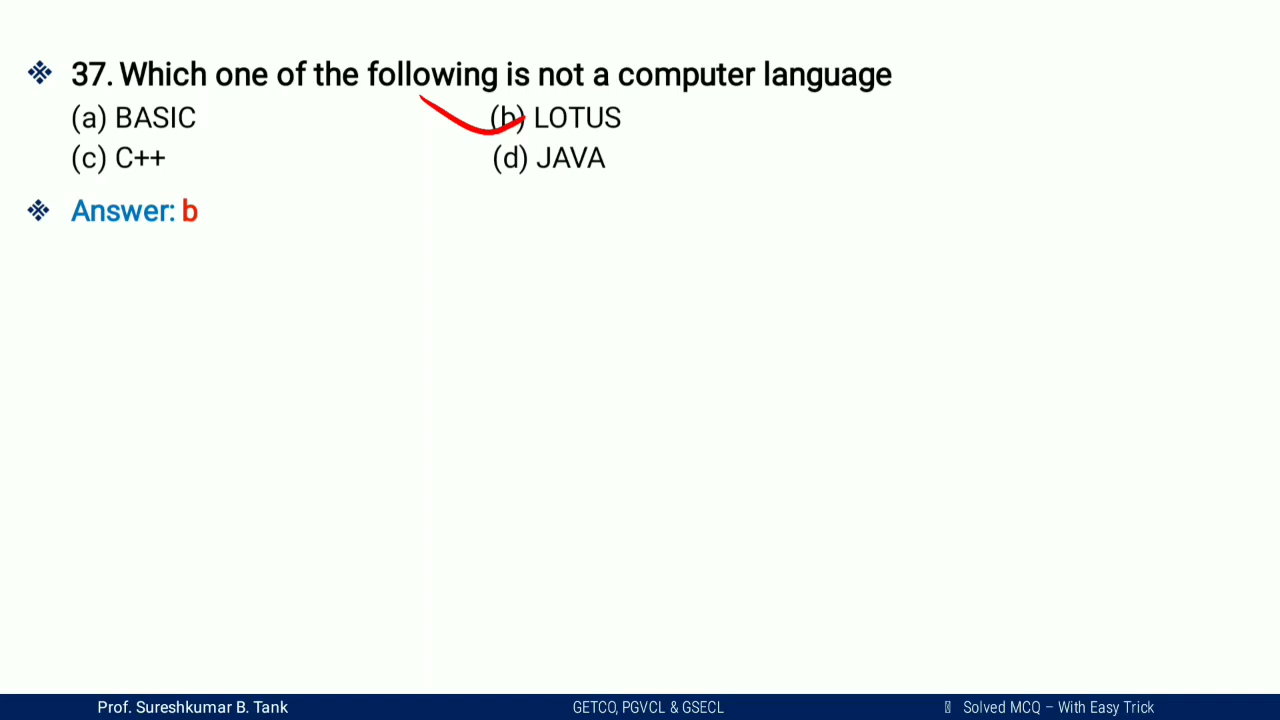 ❖ 37. Which one of the following is not a computer language
(a) BASIC (b) LOTUS
(c) C++ (d) JAVA
❖ Answer: b
Prof. Sureshkumar B. Tank GETCO, PGVCL & GSECL Solved MCQ – With Easy Trick